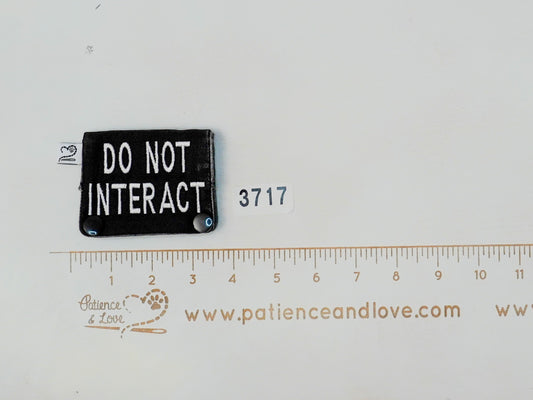 DO NOT
INTERACT
3717
1 2 3 4 5 6 7 8 9 10 11
Patience
& Love
www.patienceandlove.com
ww